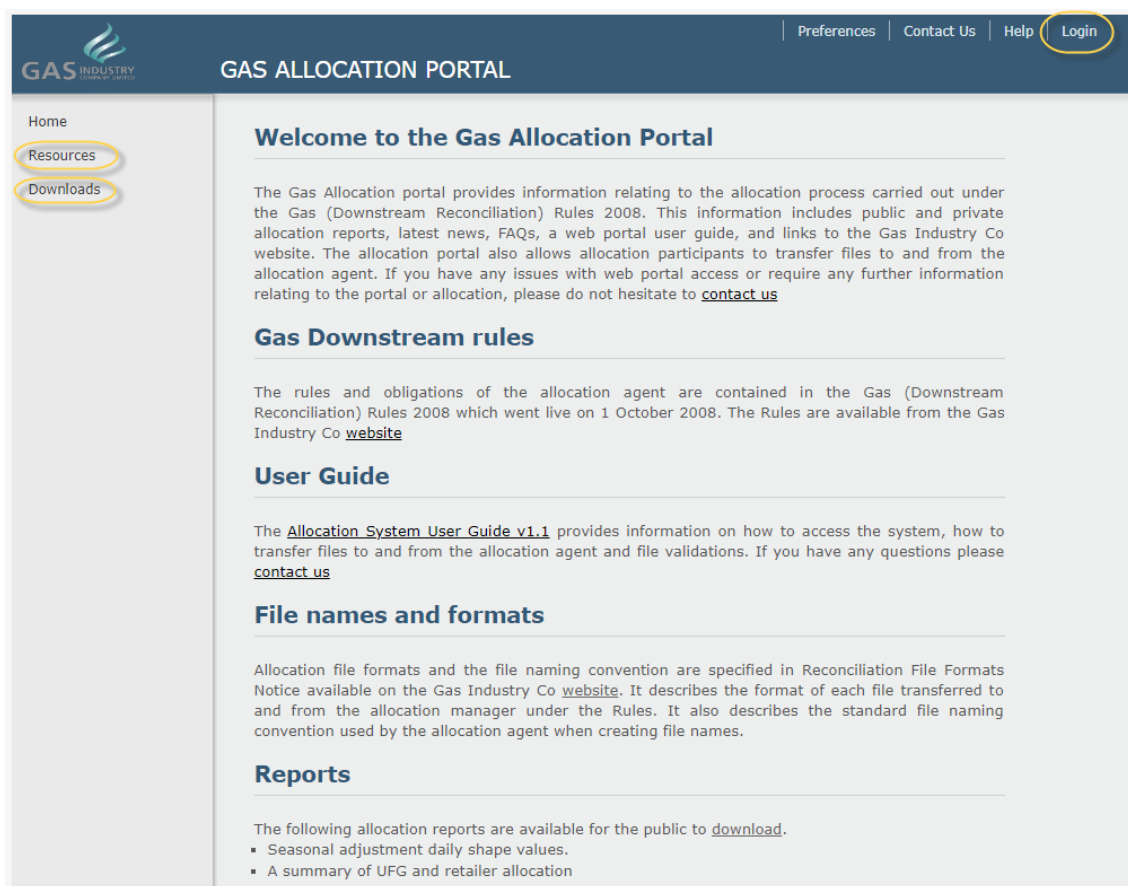 Preferences Contact Us Help Login
GAS INDUSTRY
COMPANY LIMITED
GAS ALLOCATION PORTAL
Home
Resources
Downloads
Welcome to the Gas Allocation Portal
The Gas Allocation portal provides information relating to the allocation process carried out under
the Gas (Downstream Reconciliation) Rules 2008. This information includes public and private
allocation reports, latest news, FAQs, a web portal user guide, and links to the Gas Industry Co
website. The allocation portal also allows allocation participants to transfer files to and from the
allocation agent. If you have any issues with web portal access or require any further information
relating to the portal or allocation, please do not hesitate to contact us
Gas Downstream rules
The rules and obligations of the allocation agent are contained in the Gas (Downstream
Reconciliation) Rules 2008 which went live on 1 October 2008. The Rules are available from the Gas
Industry Co website
User Guide
The Allocation System User Guide v1.1 provides information on how to access the system, how to
transfer files to and from the allocation agent and file validations. If you have any questions please
contact us
File names and formats
Allocation file formats and the file naming convention are specified in Reconciliation File Formats
Notice available on the Gas Industry Co website. It describes the format of each file transferred to
and from the allocation manager under the Rules. It also describes the standard file naming
convention used by the allocation agent when creating file names.
Reports
The following allocation reports are available for the public to download.
▪ Seasonal adjustment daily shape values.
▪ A summary of UFG and retailer allocation